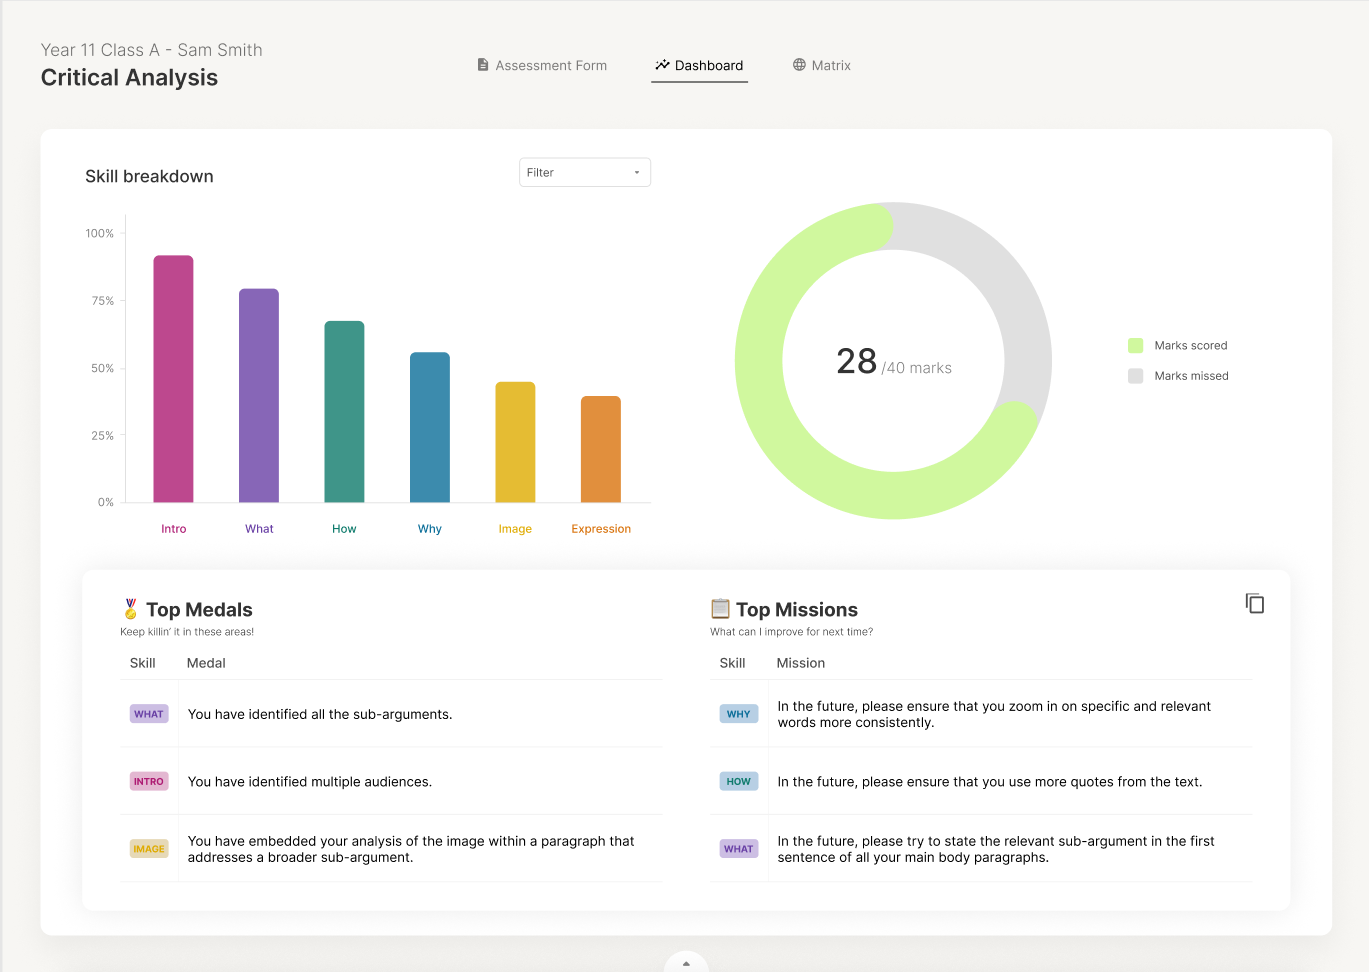 Year 11 Class A - Sam Smith
Critical Analysis
Assessment Form
Dashboard
Matrix
Skill breakdown
Filter
100%
75%
50%
25%
0%
Intro
What
How
Why
Image
Expression
28 /40 marks
Marks scored
Marks missed
Top Medals
Keep killin' it in these areas!
Skill Medal
WHAT You have identified all the sub-arguments.
INTRO You have identified multiple audiences.
IMAGE You have embedded your analysis of the image within a paragraph that
addresses a broader sub-argument.
Top Missions
What can I improve for next time?
Skill Mission
WHY In the future, please ensure that you zoom in on specific and relevant
words more consistently.
HOW In the future, please ensure that you use more quotes from the text.
WHAT In the future, please try to state the relevant sub-argument in the first
sentence of all your main body paragraphs.